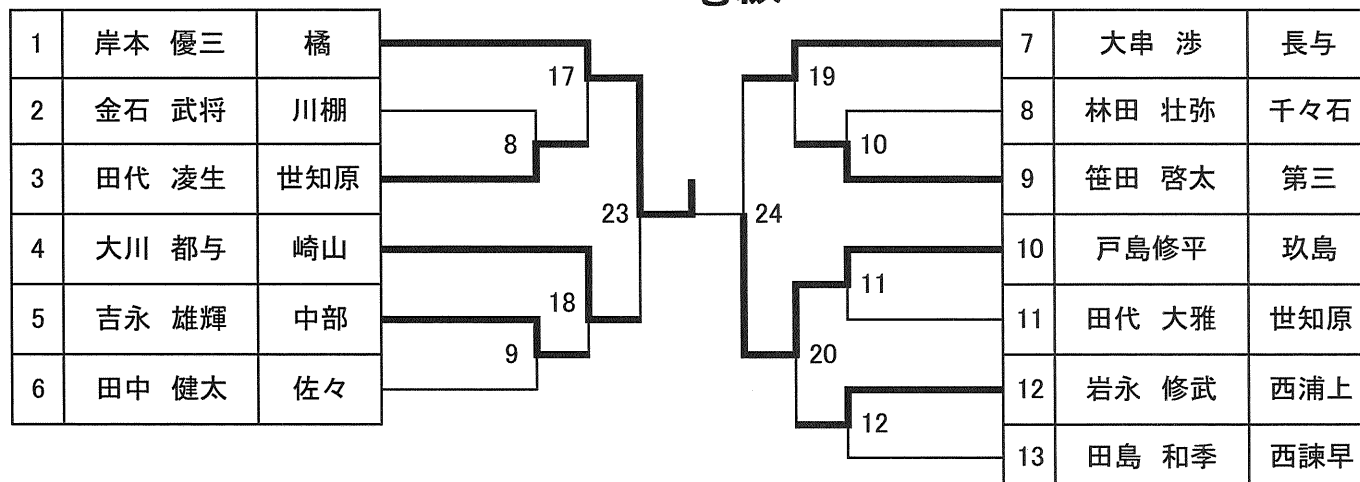 1 岸本 優三 橘
2 金石 武将 川棚
3 田代 凌生 世知原
4 大川 都与 崎山
5 吉永 雄輝 中部
6 田中 健太 佐々
17
8
23
18
9
19
10
24
11
20
12
7 大串 渉 長与
8 林田 壮弥 千々石
9 笹田 啓太 第三
10 戸島修平 玖島
11 田代 大雅 世知原
12 岩永 修武 西浦上
13 田島 和季 西諫早